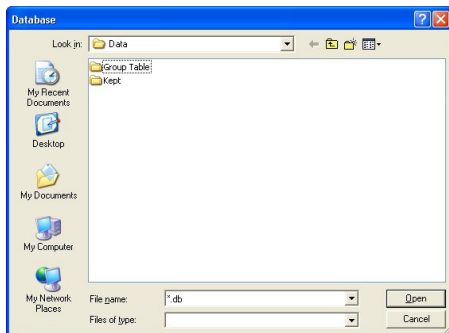 Database
Look in: Data
Group Table
Kept
My Recent
Documents
Desktop
My Documents
My Computer
My Network
Places
File name: *.db Open
Files of type: Cancel